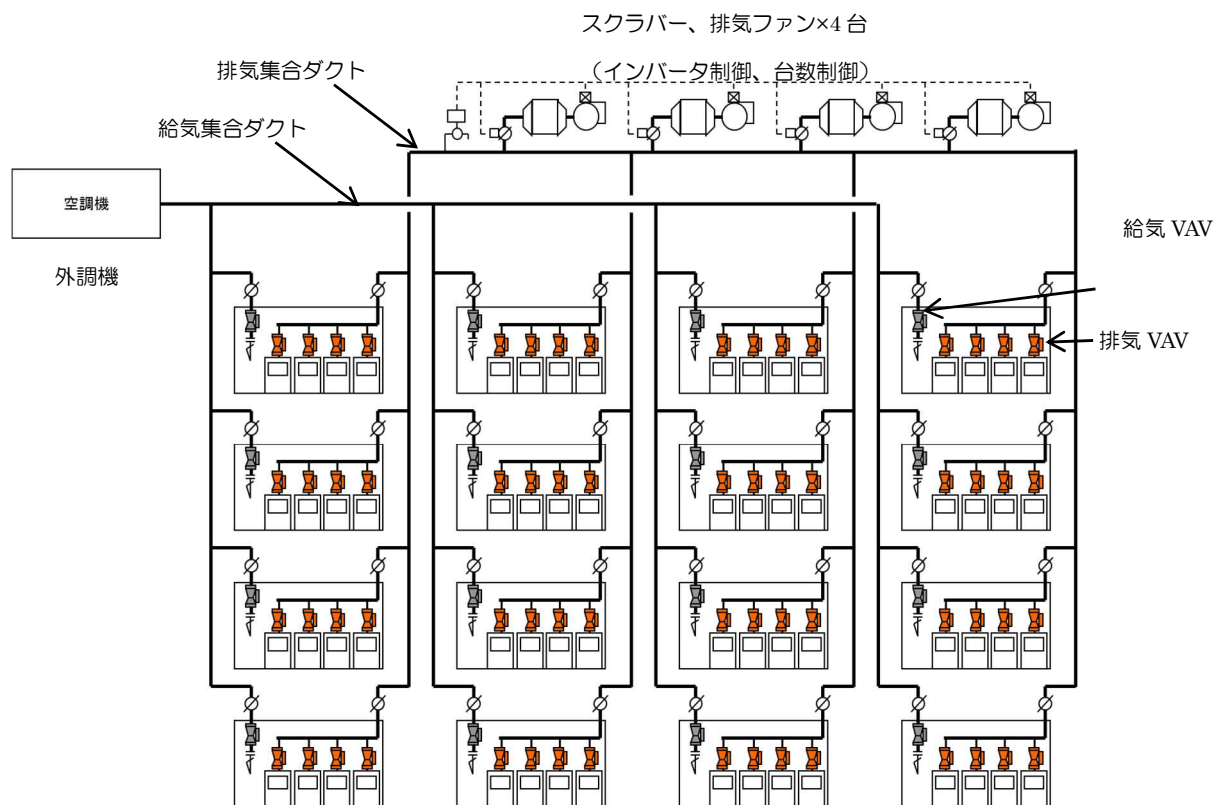 スクラバー、排気ファン×4 台
（インバータ制御、台数制御）
排気集合ダクト
給気集合ダクト
空調機
外調機
給気 VAV
排気 VAV